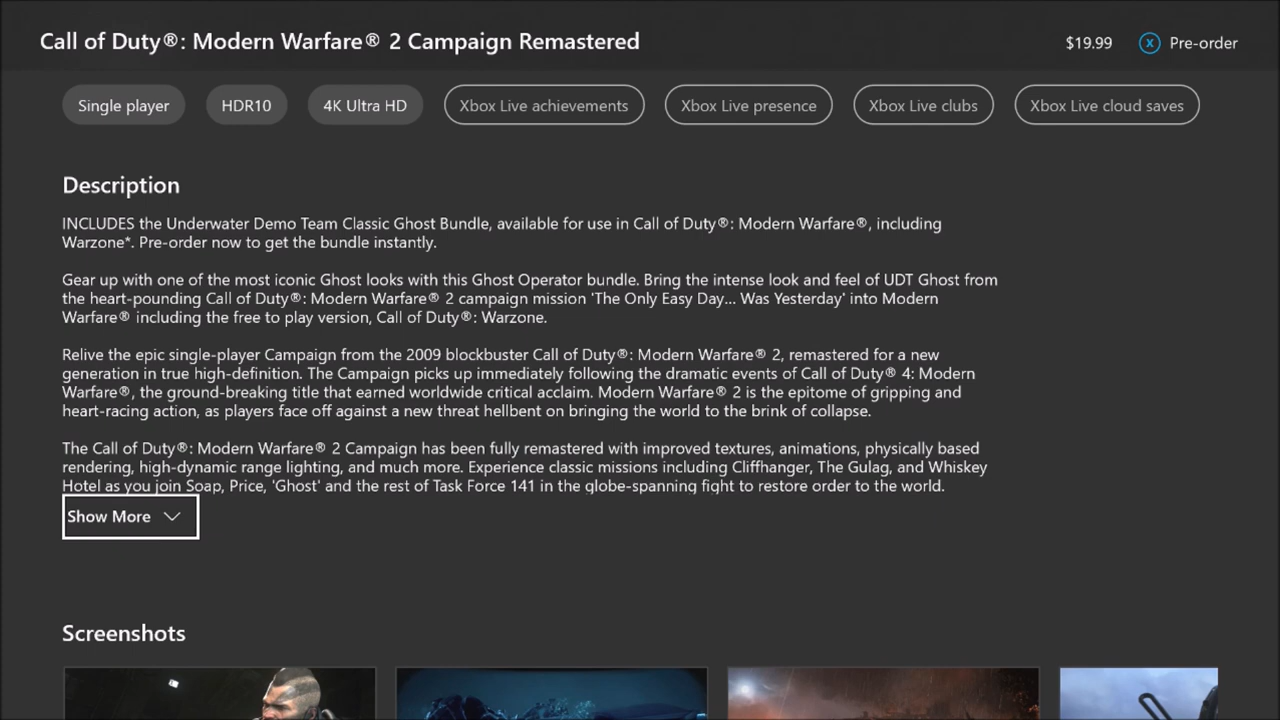 Call of Duty®: Modern Warfare® 2 Campaign Remastered
$19.99
X
Pre-order
Single player
HDR10
4K Ultra HD
Xbox Live achievements
Xbox Live presence
Xbox Live clubs
Xbox Live cloud saves
Description
INCLUDES the Underwater Demo Team Classic Ghost Bundle, available for use in Call of Duty®: Modern Warfare®, including
Warzone*. Pre-order now to get the bundle instantly.
Gear up with one of the most iconic Ghost looks with this Ghost Operator bundle. Bring the intense look and feel of UDT Ghost from
the heart-pounding Call of Duty®: Modern Warfare® 2 campaign mission 'The Only Easy Day... Was Yesterday' into Modern
Warfare® including the free to play version, Call of Duty®: Warzone.
Relive the epic single-player Campaign from the 2009 blockbuster Call of Duty®: Modern Warfare® 2, remastered for a new
generation in true high-definition. The Campaign picks up immediately following the dramatic events of Call of Duty® 4: Modern
Warfare®, the ground-breaking title that earned worldwide critical acclaim. Modern Warfare® 2 is the epitome of gripping and
heart-racing action, as players face off against a new threat hellbent on bringing the world to the brink of collapse.
The Call of Duty®: Modern Warfare® 2 Campaign has been fully remastered with improved textures, animations, physically based
rendering, high-dynamic range lighting, and much more. Experience classic missions including Cliffhanger, The Gulag, and Whiskey
Hotel as you join Soap, Price, 'Ghost' and the rest of Task Force 141 in the globe-spanning fight to restore order to the world.
Show More
Screenshots